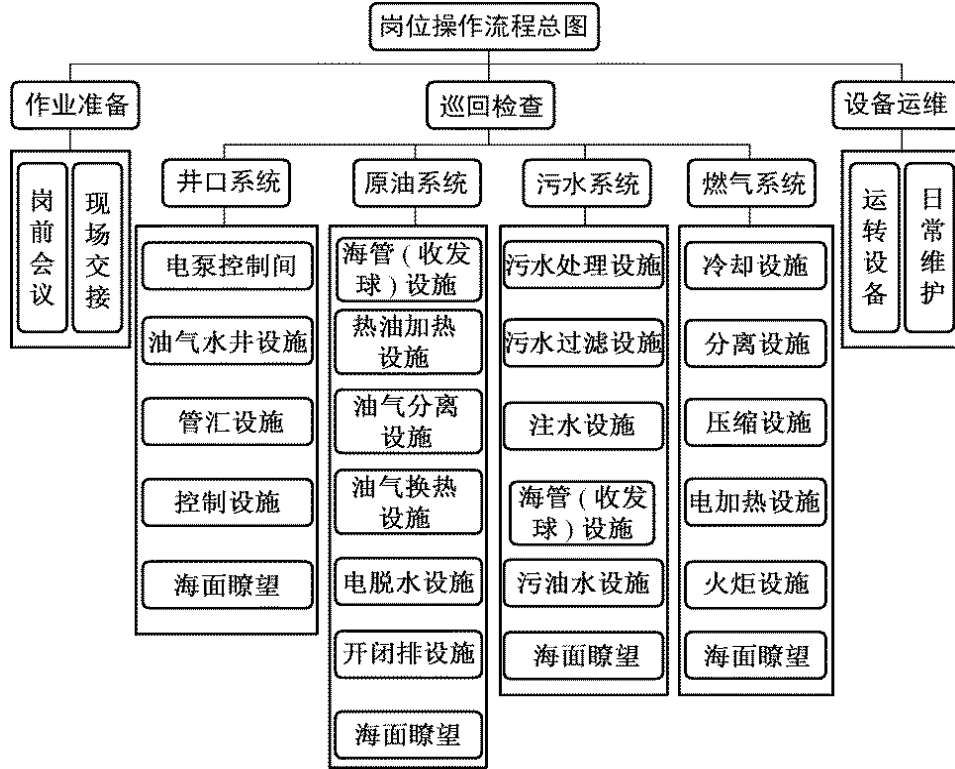 岗位操作流程总图
作业准备
巡回检查
设备运维
岗前会议
现场交接
井口系统
原油系统
污水系统
燃气系统
运转设备
日常维护
电泵控制间
油气水井设施
管汇设施
控制设施
海面瞭望
海管(收发
球)设施
热油加热
设施
油气分离
设施
油气换热
设施
电脱水设施
开闭排设施
海面瞭望
污水处理设施
污水过滤设施
注水设施
海管(收发
球)设施
污油水设施
海面瞭望
冷却设施
分离设施
压缩设施
电加热设施
火炬设施
海面瞭望